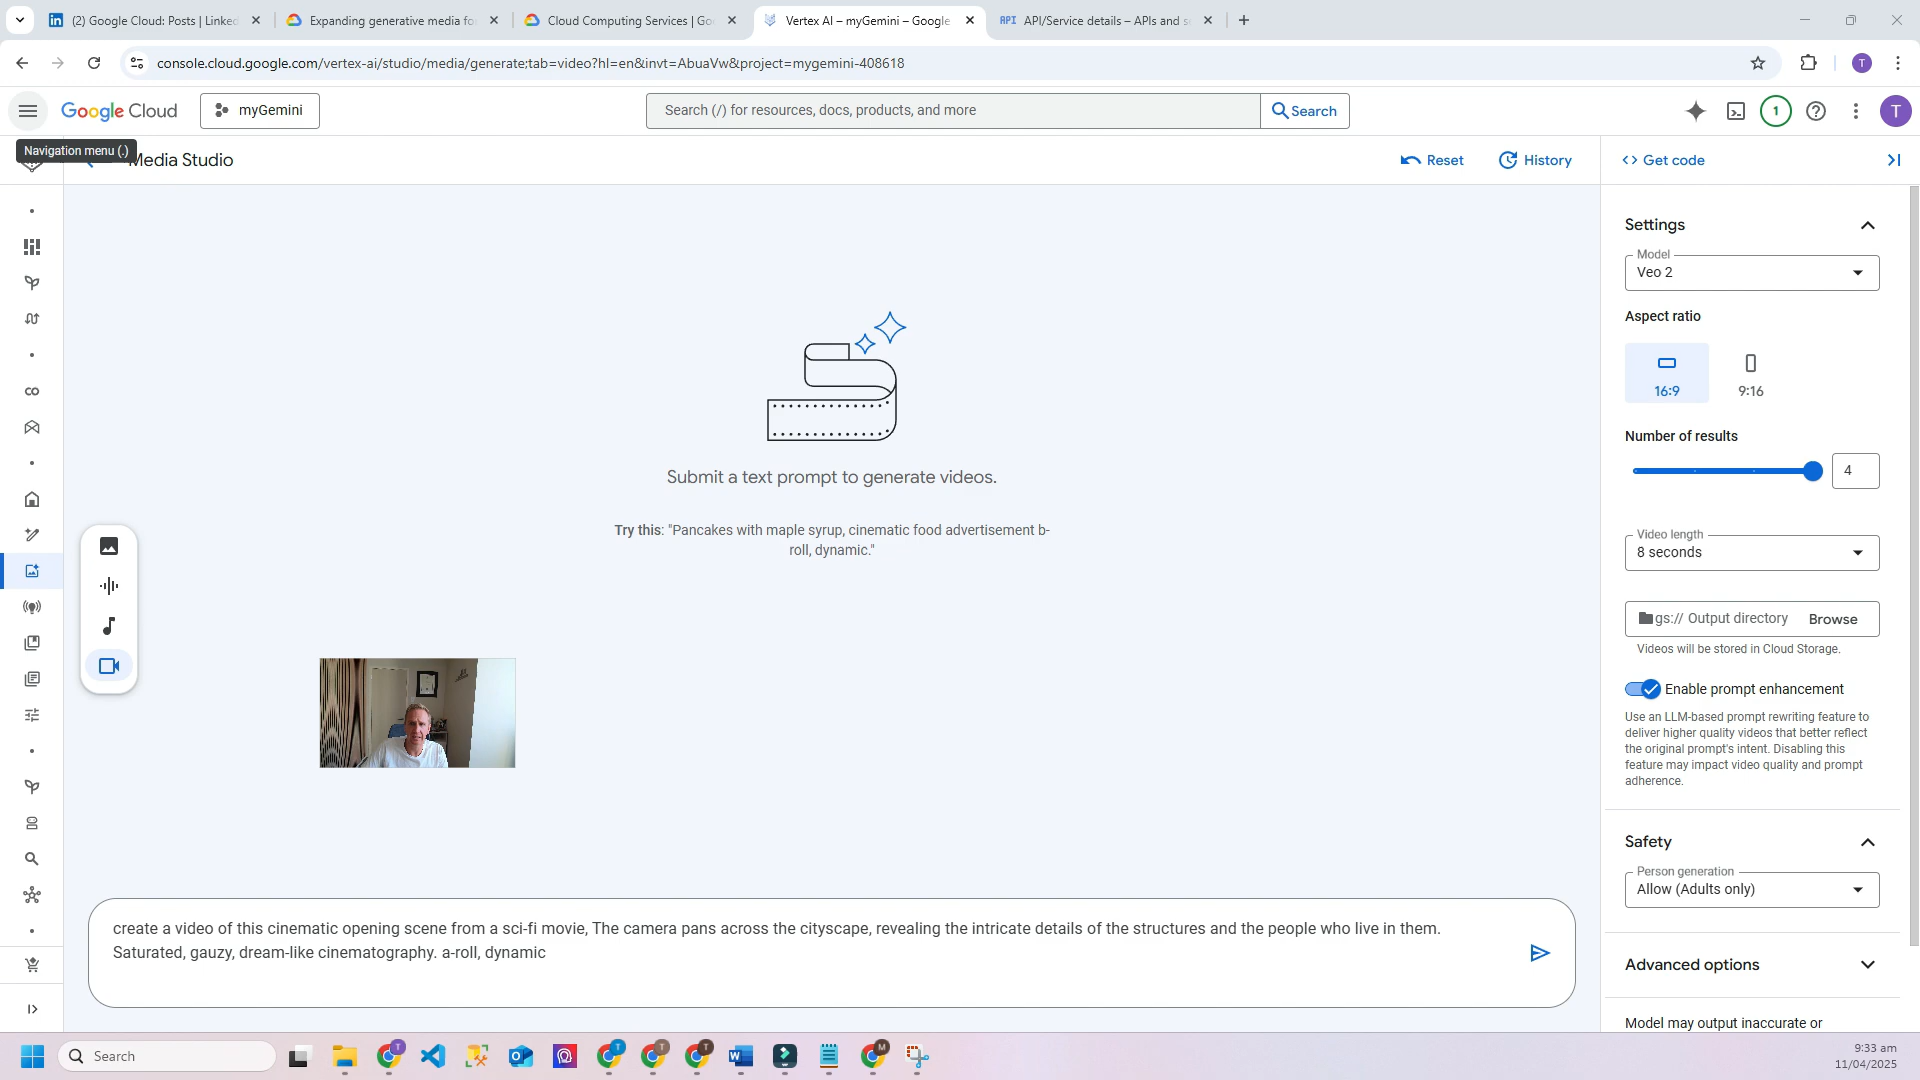 (2) Google Cloud: Posts | Linked
Expanding generative media fo
Cloud Computing Services | Go
Vertex AI – myGemini – Google
API API/Service details – APIs and se
console.cloud.google.com/vertex-ai/studio/media/generate;tab=video?hl=en&invt=AbuaVw&project=mygemini-408618
T
Google Cloud
myGemini
Search (/) for resources, docs, products, and more
Search
1
T
Navigation menu (.)
Media Studio
Reset
History
Get code
Settings
Model
Veo 2
Aspect ratio
16:9
9:16
Number of results
4
Submit a text prompt to generate videos.
Try this: "Pancakes with maple syrup, cinematic food advertisement b-
roll, dynamic."
Video length
8 seconds
gs:// Output directory
Browse
Videos will be stored in Cloud Storage.
Enable prompt enhancement
Use an LLM-based prompt rewriting feature to
deliver higher quality videos that better reflect
the original prompt's intent. Disabling this
feature may impact video quality and prompt
adherence.
Safety
Person generation
Allow (Adults only)
create a video of this cinematic opening scene from a sci-fi movie, The camera pans across the cityscape, revealing the intricate details of the structures and the people who live in them.
Saturated, gauzy, dream-like cinematography. a-roll, dynamic
Advanced options
Model may output inaccurate or
Search
9:33 am
11/04/2025